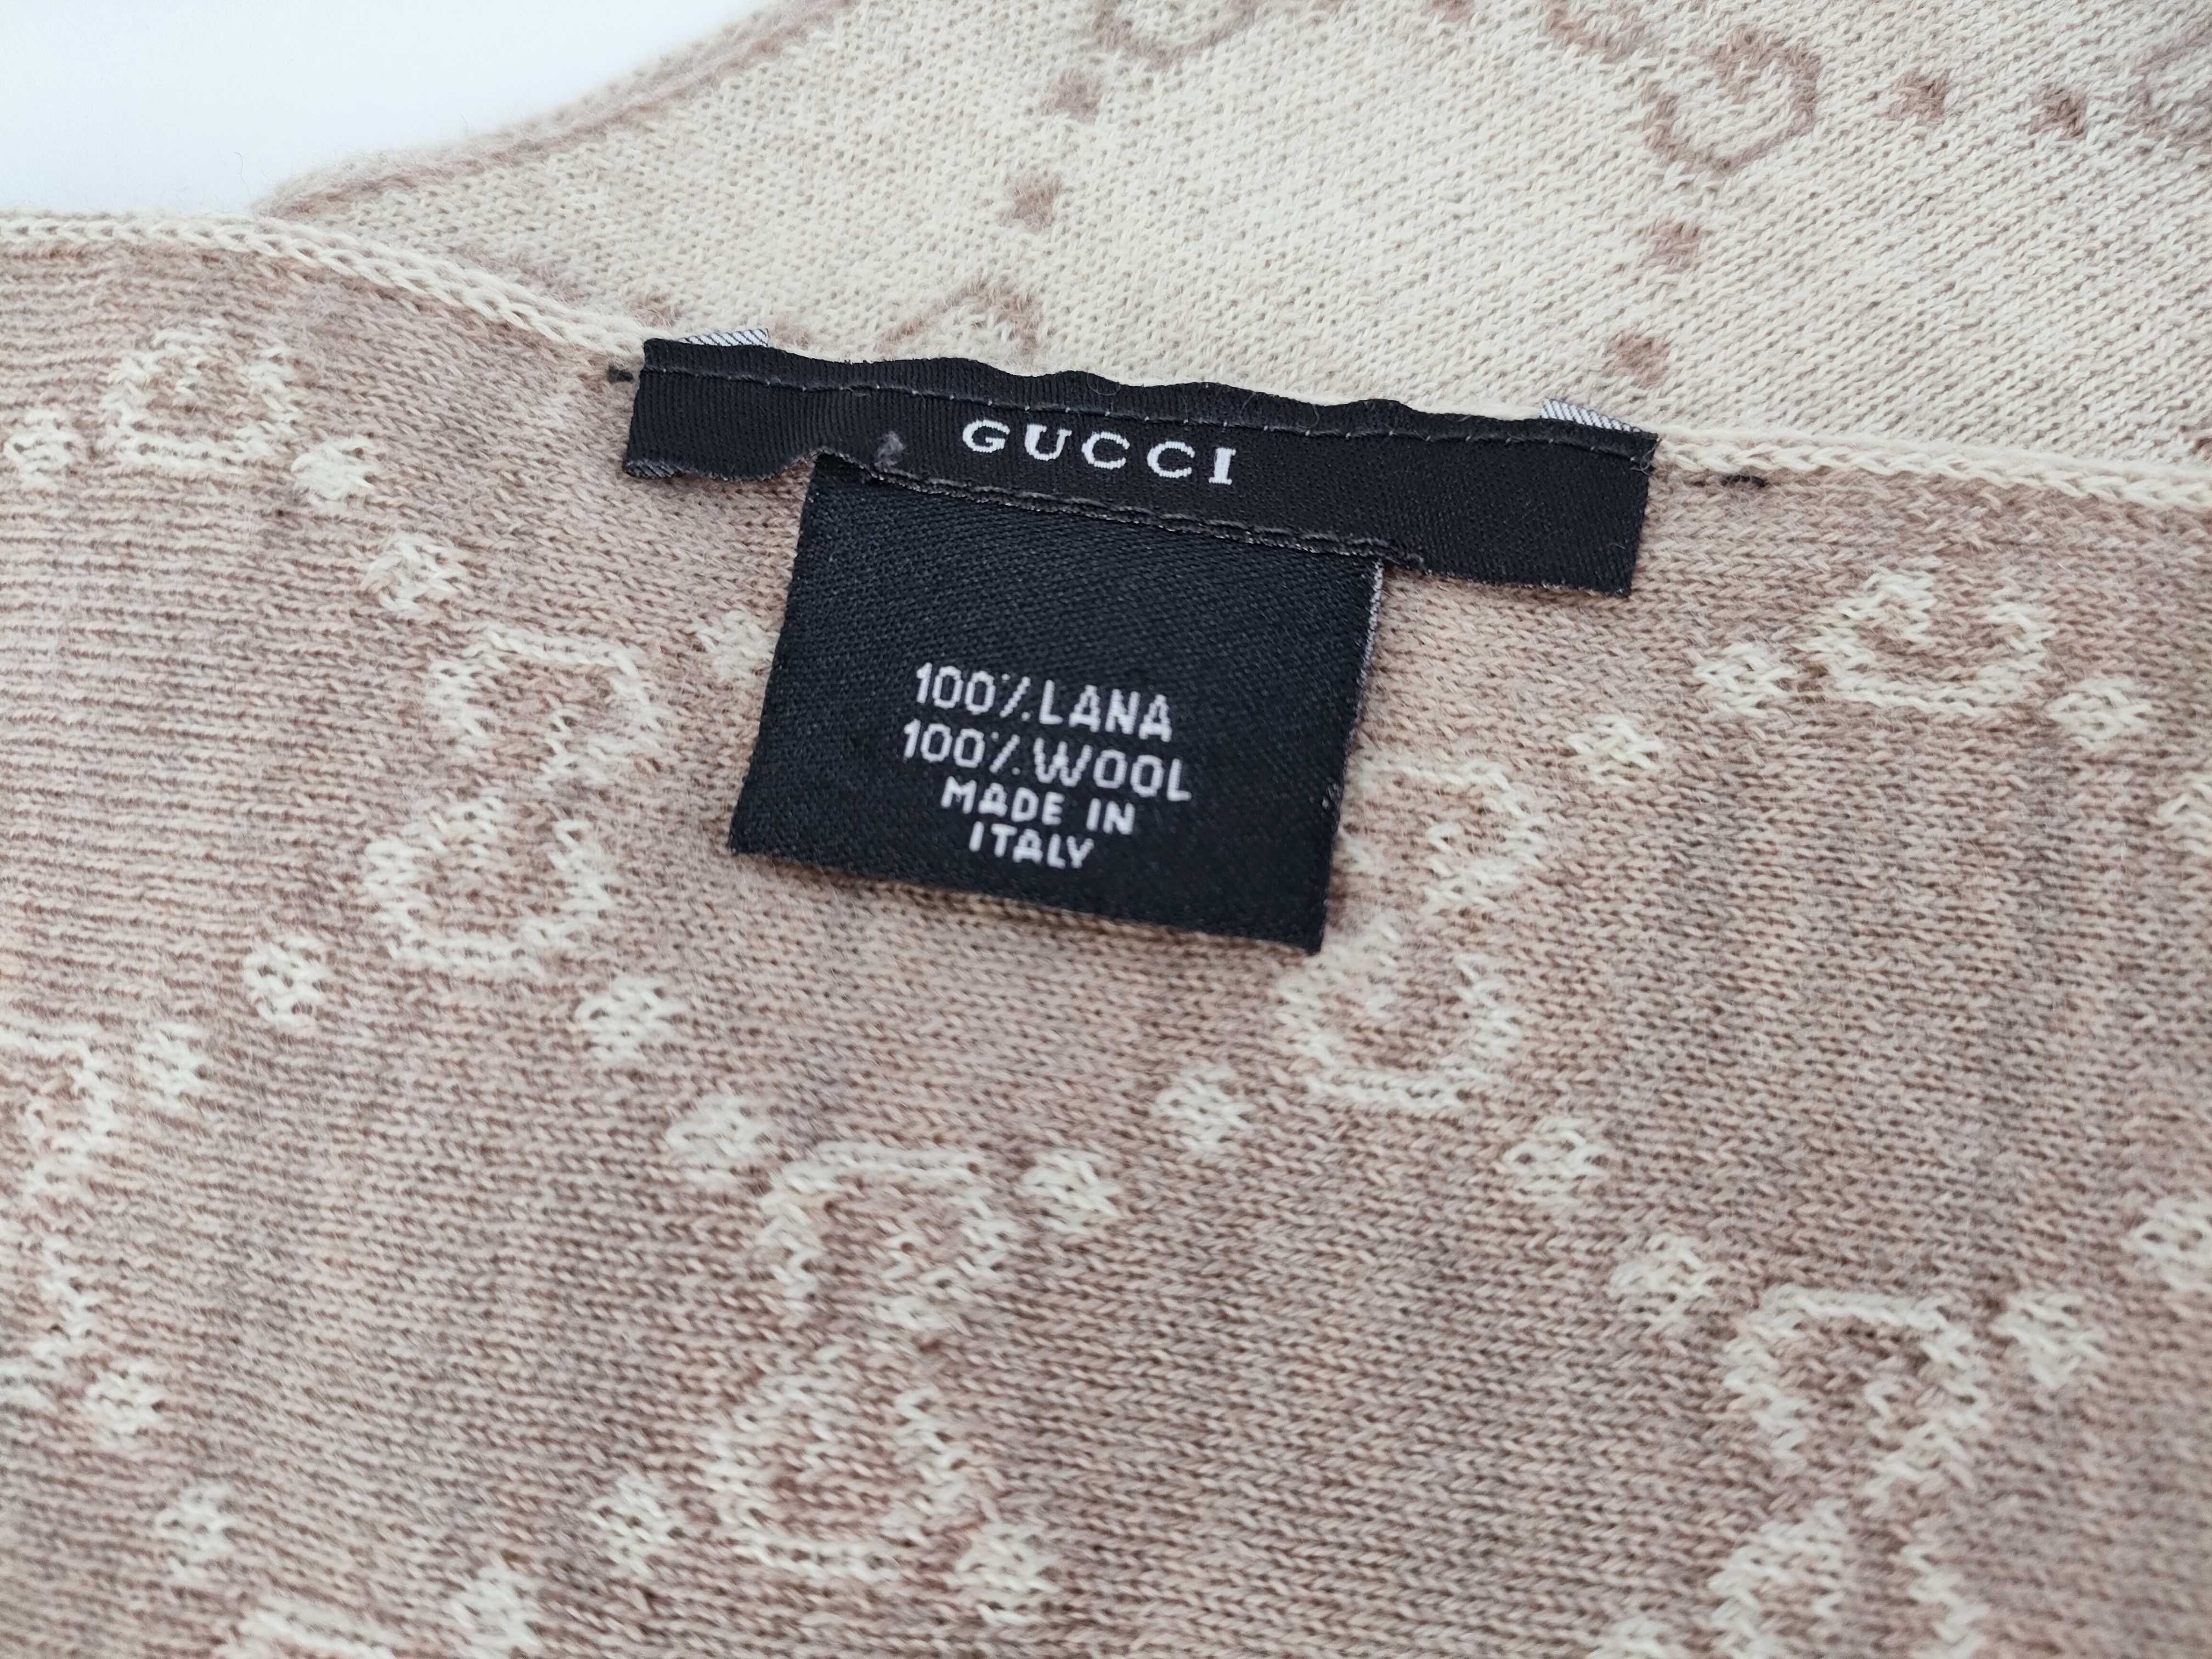 GUCCI
100% LANA
100% WOOL
MADE IN
ITALY